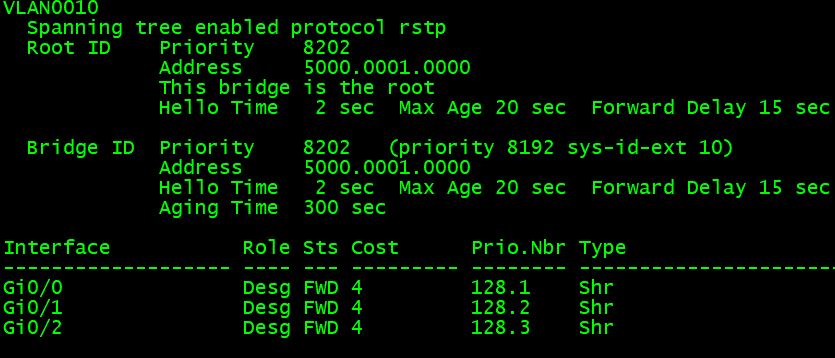 VLAN0010
  Spanning tree enabled protocol rstp
  Root ID    Priority    8202
             Address     5000.0001.0000
             This bridge is the root
             Hello Time   2 sec  Max Age 20 sec  Forward Delay 15 sec
  Bridge ID  Priority    8202   (priority 8192 sys-id-ext 10)
             Address     5000.0001.0000
             Hello Time   2 sec  Max Age 20 sec  Forward Delay 15 sec
             Aging Time  300 sec
Interface           Role Sts Cost      Prio.Nbr Type
------------------- ---- --- --------- -------- ----------------------
Gi0/0               Desg FWD 4         128.1    Shr
Gi0/1               Desg FWD 4         128.2    Shr
Gi0/2               Desg FWD 4         128.3    Shr